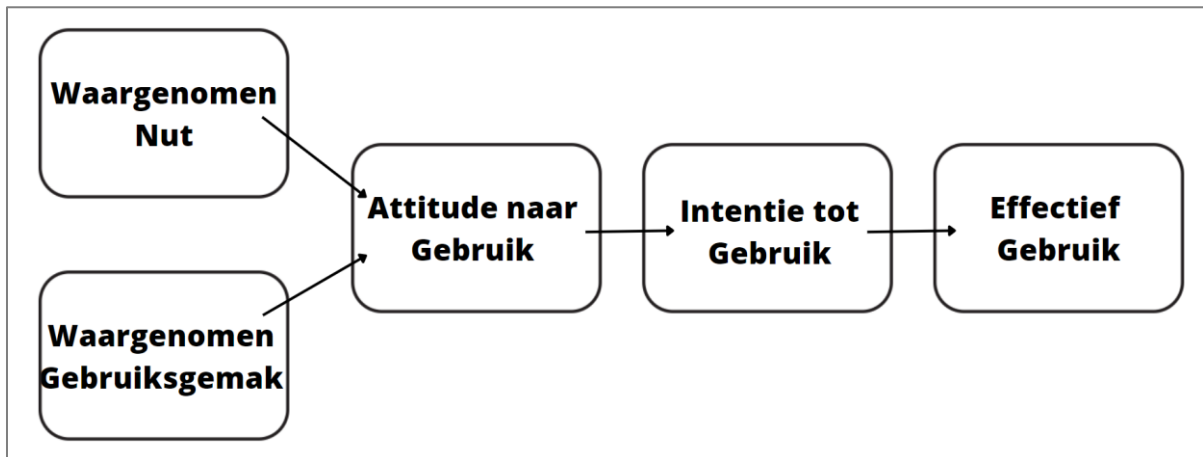 Waargenomen
Nut
Waargenomen
Gebruiksgemak
Attitude naar
Gebruik
Intentie tot
Gebruik
Effectief
Gebruik